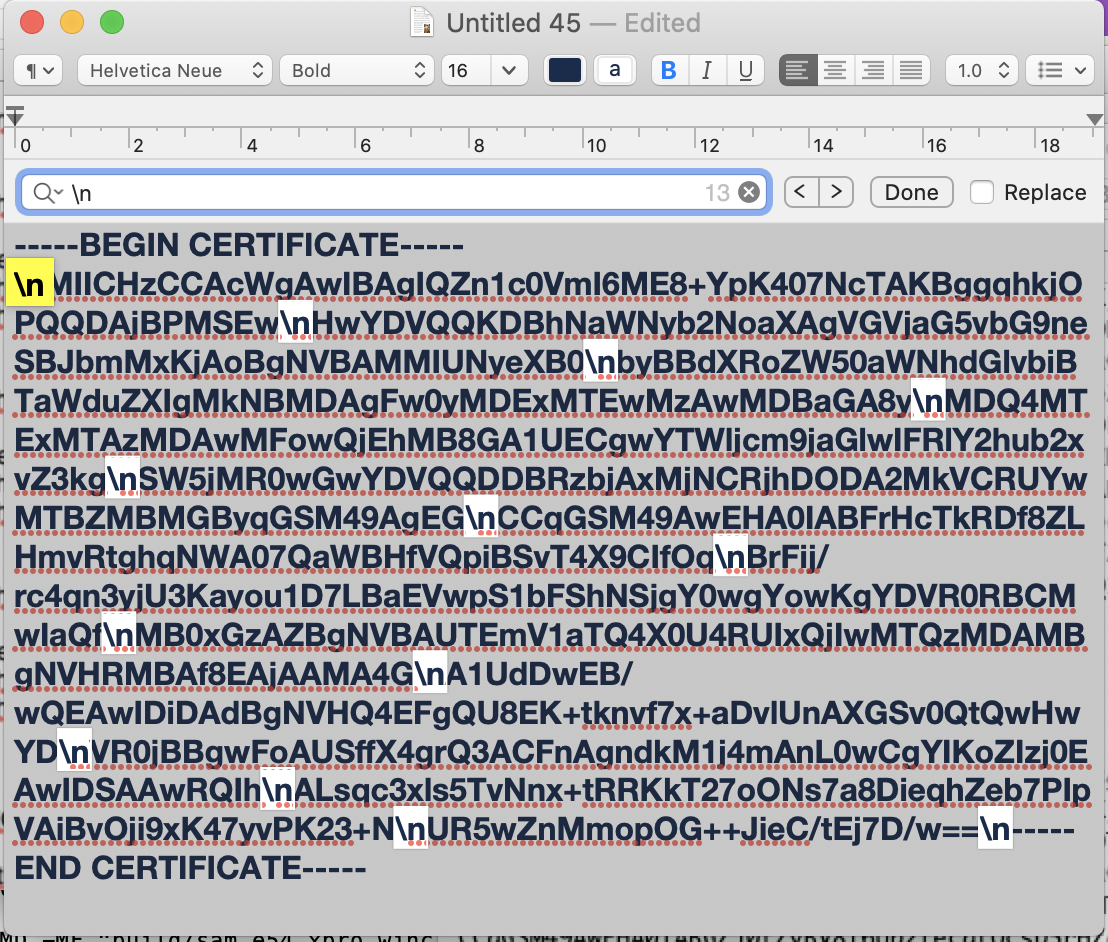 Untitled 45 — Edited
¶ Helvetica Neue Bold 16 a B I U 1.0
0 2 4 6 8 10 12 14 16 18
\n 13 < > Done Replace
-----BEGIN CERTIFICATE-----
\nMIICHzCCAcWgAwIBAgIQZn1c0VmI6ME8+YpK407NcTAKBggqhkjO
PQQDAjBPMSEw\nHwYDVQQKDBhNaWNyb2NoaXAgVGVjaG5vbG9ne
SBJbmMxKjAoBgNVBAMMIUNyeXB0\nbyBBdXRoZW50aWNhdGlvbiB
TaWduZXIgMkNBMDAgFw0yMDExMTEwMzAwMDBaGA8y\nMDQ4MT
ExMTAzMDAwMFowQjEhMB8GA1UECgwYTWljcm9jaGlwIFRlY2hub2x
vZ3kg\nSW5jMR0wGwYDVQQDDBRzbjAxMjNCRjhDODA2MkVCRUYw
MTBZMBMGByqGSM49AgEG\nCCqGSM49AwEHA0IABFrHcTkRDf8ZL
HmvRtghqNWA07QaWBHfVQpiBSvT4X9CIfOq\nBrFij/
rc4qn3yjU3Kayou1D7LBaEVwpS1bFShNSjgY0wgYowKgYDVR0RBCM
wIaQf\nMB0xGzAZBgNVBAUTEmV1aTQ4X0U4RUIxQjIwMTQzMDAMB
gNVHRMBAf8EAjAAMA4G\nA1UdDwEB/
wQEAwIDiDAdBgNVHQ4EFgQU8EK+tknvf7x+aDvlUnAXGSv0QtQwHw
YD\nVR0jBBgwFoAUSffX4grQ3ACFnAgndkM1j4mAnL0wCgYIKoZIzj0E
AwIDSAAwRQIh\nALsqc3xls5TvNnx+tRRKkT27oONs7a8DieqhZeb7PIp
VAiBvOji9xK47yvPK23+N\nUR5wZnMmopOG++JieC/tEj7D/w==\n-----
END CERTIFICATE-----